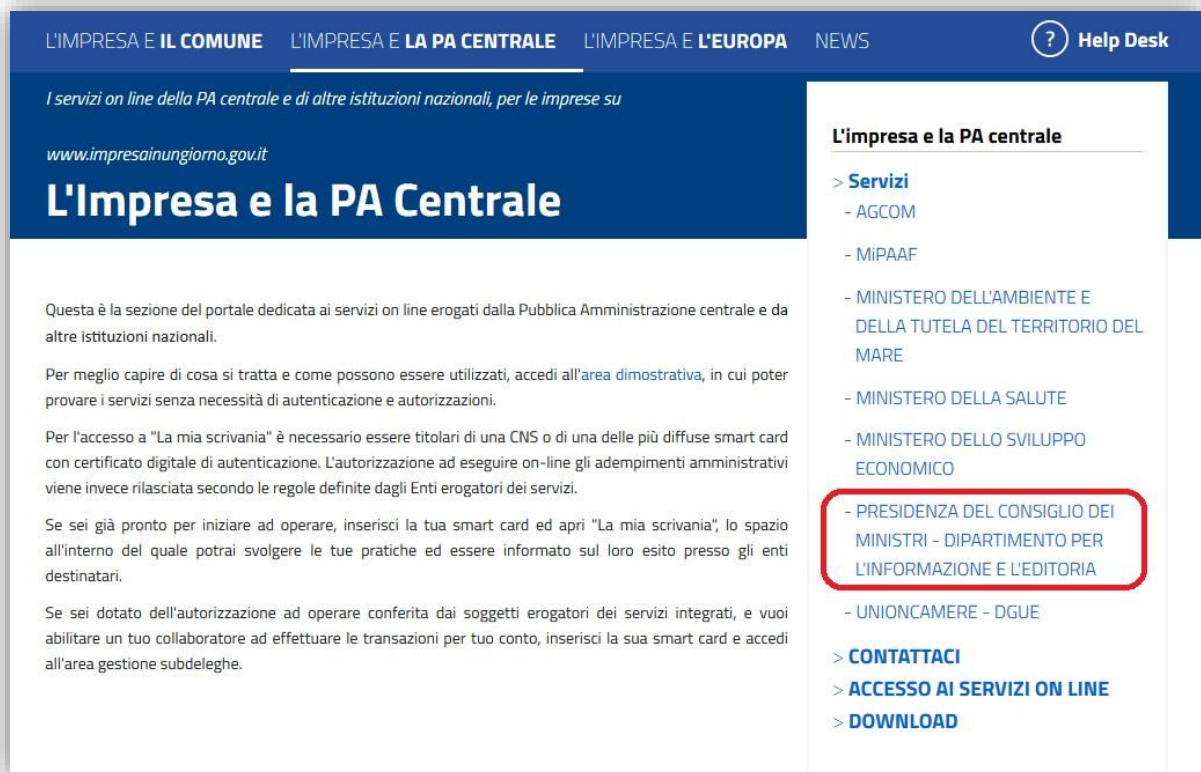 L'IMPRESA E IL COMUNE L'IMPRESA E LA PA CENTRALE L'IMPRESA E L'EUROPA NEWS ? Help Desk
I servizi on line della PA centrale e di altre istituzioni nazionali, per le imprese su
www.impresainungiorno.gov.it
L'Impresa e la PA Centrale
Questa è la sezione del portale dedicata ai servizi on line erogati dalla Pubblica Amministrazione centrale e da
altre istituzioni nazionali.
Per meglio capire di cosa si tratta e come possono essere utilizzati, accedi all'area dimostrativa, in cui poter
provare i servizi senza necessità di autenticazione e autorizzazioni.
Per l'accesso a "La mia scrivania" è necessario essere titolari di una CNS o di una delle più diffuse smart card
con certificato digitale di autenticazione. L'autorizzazione ad eseguire on-line gli adempimenti amministrativi
viene invece rilasciata secondo le regole definite dagli Enti erogatori dei servizi.
Se sei già pronto per iniziare ad operare, inserisci la tua smart card ed apri "La mia scrivania", lo spazio
all'interno del quale potrai svolgere le tue pratiche ed essere informato sul loro esito presso gli enti
destinatari.
Se sei dotato dell'autorizzazione ad operare conferita dai soggetti erogatori dei servizi integrati, e vuoi
abilitare un tuo collaboratore ad effettuare le transazioni per tuo conto, inserisci la sua smart card e accedi
all'area gestione subdeleghe.
L'impresa e la PA centrale
> Servizi
- AGCOM
- MiPAAF
- MINISTERO DELL'AMBIENTE E
DELLA TUTELA DEL TERRITORIO DEL
MARE
- MINISTERO DELLA SALUTE
- MINISTERO DELLO SVILUPPO
ECONOMICO
- PRESIDENZA DEL CONSIGLIO DEI
MINISTRI - DIPARTIMENTO PER
L'INFORMAZIONE E L'EDITORIA
- UNIONCAMERE - DGUE
> CONTATTACI
> ACCESSO AI SERVIZI ON LINE
> DOWNLOAD